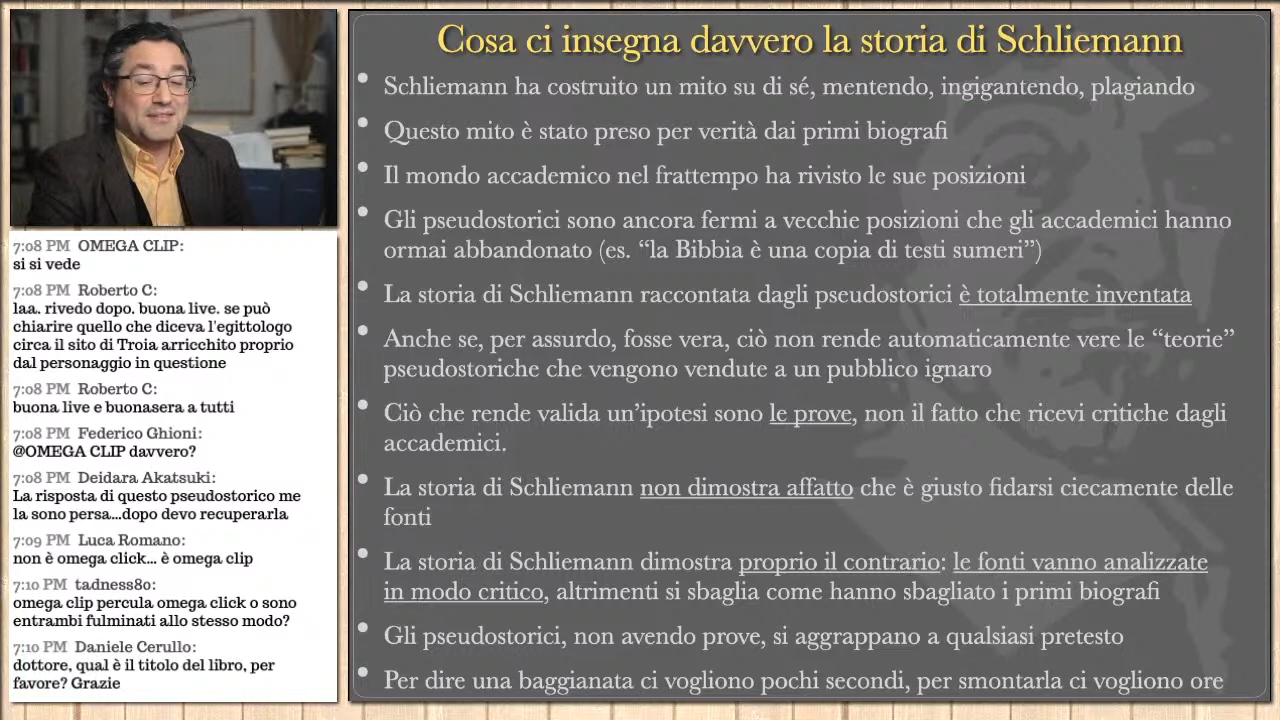 Cosa ci insegna davvero la storia di Schliemann
• Schliemann ha costruito un mito su di sé, mentendo, ingigantendo, plagiando
• Questo mito è stato preso per verità dai primi biografi
• Il mondo accademico nel frattempo ha rivisto le sue posizioni
• Gli pseudostorici sono ancora fermi a vecchie posizioni che gli accademici hanno
ormai abbandonato (es. “la Bibbia è una copia di testi sumeri”)
• La storia di Schliemann raccontata dagli pseudostorici è totalmente inventata
• Anche se, per assurdo, fosse vera, ciò non rende automaticamente vere le “teorie”
pseudostoriche che vengono vendute a un pubblico ignaro
• Ciò che rende valida un’ipotesi sono le prove, non il fatto che ricevi critiche dagli
accademici.
• La storia di Schliemann non dimostra affatto che è giusto fidarsi ciecamente delle
fonti
• La storia di Schliemann dimostra proprio il contrario: le fonti vanno analizzate
in modo critico, altrimenti si sbaglia come hanno sbagliato i primi biografi
• Gli pseudostorici, non avendo prove, si aggrappano a qualsiasi pretesto
• Per dire una baggianata ci vogliono pochi secondi, per smontarla ci vogliono ore
7:08 PM OMEGA CLIP:
si si vede
7:08 PM Roberto C:
laa. rivedo dopo. buona live. se può
chiarire quello che diceva l'egittologo
circa il sito di Troia arricchito proprio
dal personaggio in questione
7:08 PM Roberto C:
buona live e buonasera a tutti
7:08 PM Federico Ghioni:
@OMEGA CLIP davvero?
7:08 PM Deidara Akatsuki:
La risposta di questo pseudostorico me
la sono persa...dopo devo recuperarla
7:09 PM Luca Romano:
non è omega click... è omega clip
7:10 PM tadness80:
omega clip percula omega click o sono
entrambi fulminati allo stesso modo?
7:10 PM Daniele Cerullo:
dottore, qual è il titolo del libro, per
favore? Grazie